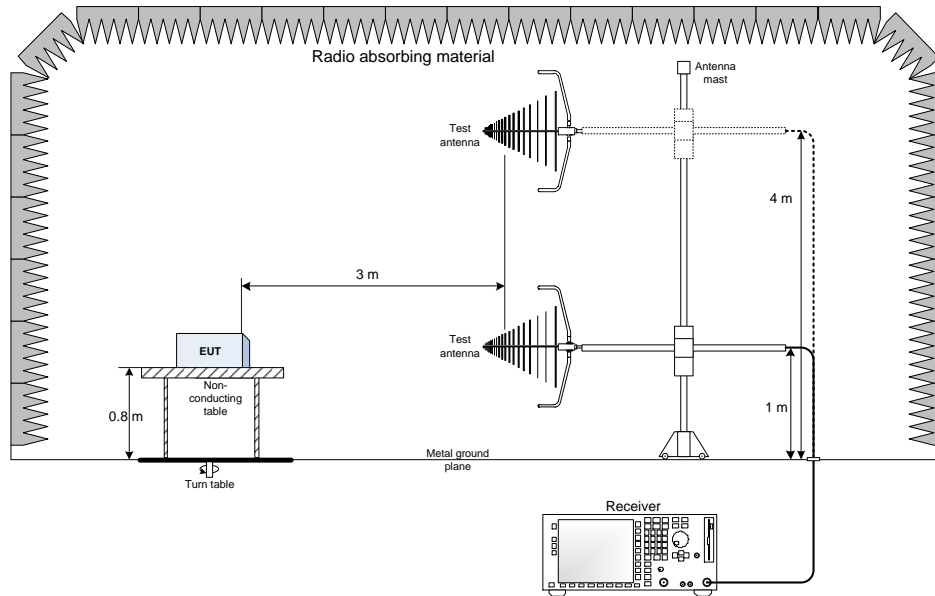 Radio absorbing material
Antenna
mast
Test
antenna
4 m
3 m
Test
antenna
EUT
Non-
conducting
table
0.8 m
1 m
Metal ground
plane
Turn table
Receiver